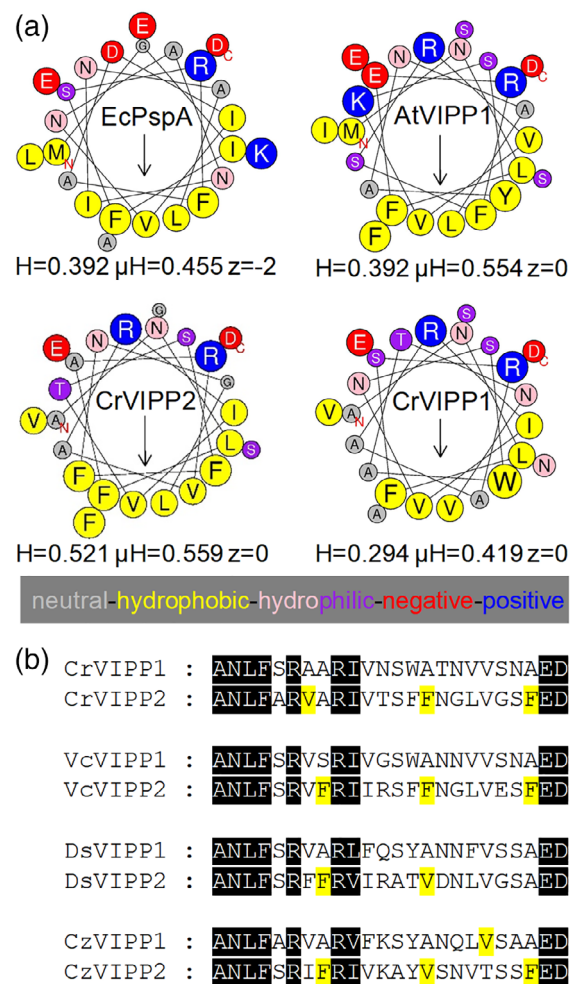 (a)
EcPspA
AtVIPP1
H=0.392 μH=0.455 z=-2
H=0.392 μH=0.554 z=0
CrVIPP2
CrVIPP1
H=0.521 μH=0.559 z=0
H=0.294 μH=0.419 z=0
neutral-hydrophobic-hydrophilic-negative-positive
(b)
CrVIPP1 : ANLFSRAARIVNSWATNVVSNAED
CrVIPP2 : ANLFARVARIVTSFFNGLVGSFED
VcVIPP1 : ANLFSRVSRIVGSWANNVVSNAED
VcVIPP2 : ANLFSRVFRIIRSFFNGLVESFED
DsVIPP1 : ANLFSRVARLFQSYANNFVSSAED
DsVIPP2 : ANLFSRFFRVIRATVDNLVGSAED
CzVIPP1 : ANLFARVARVFKSYANQLVSAAED
CzVIPP2 : ANLFSRIFRIVKAYVSNVTSSFED